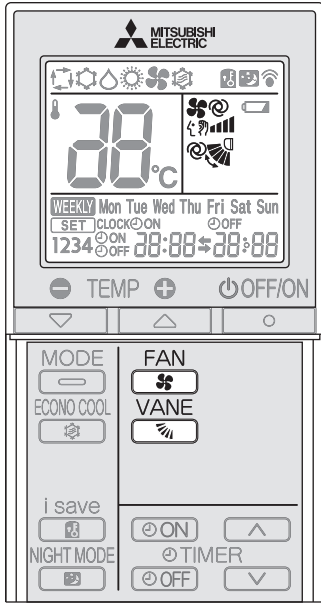 MITSUBISHI
ELECTRIC
88°C
WEEKLY Mon Tue Wed Thu Fri Sat Sun
SET CLOCK ON OFF
1234 ON OFF 88:88 88:88
TEMP OFF/ON
MODE FAN
ECONO COOL VANE
i save
ON
NIGHT MODE TIMER
OFF